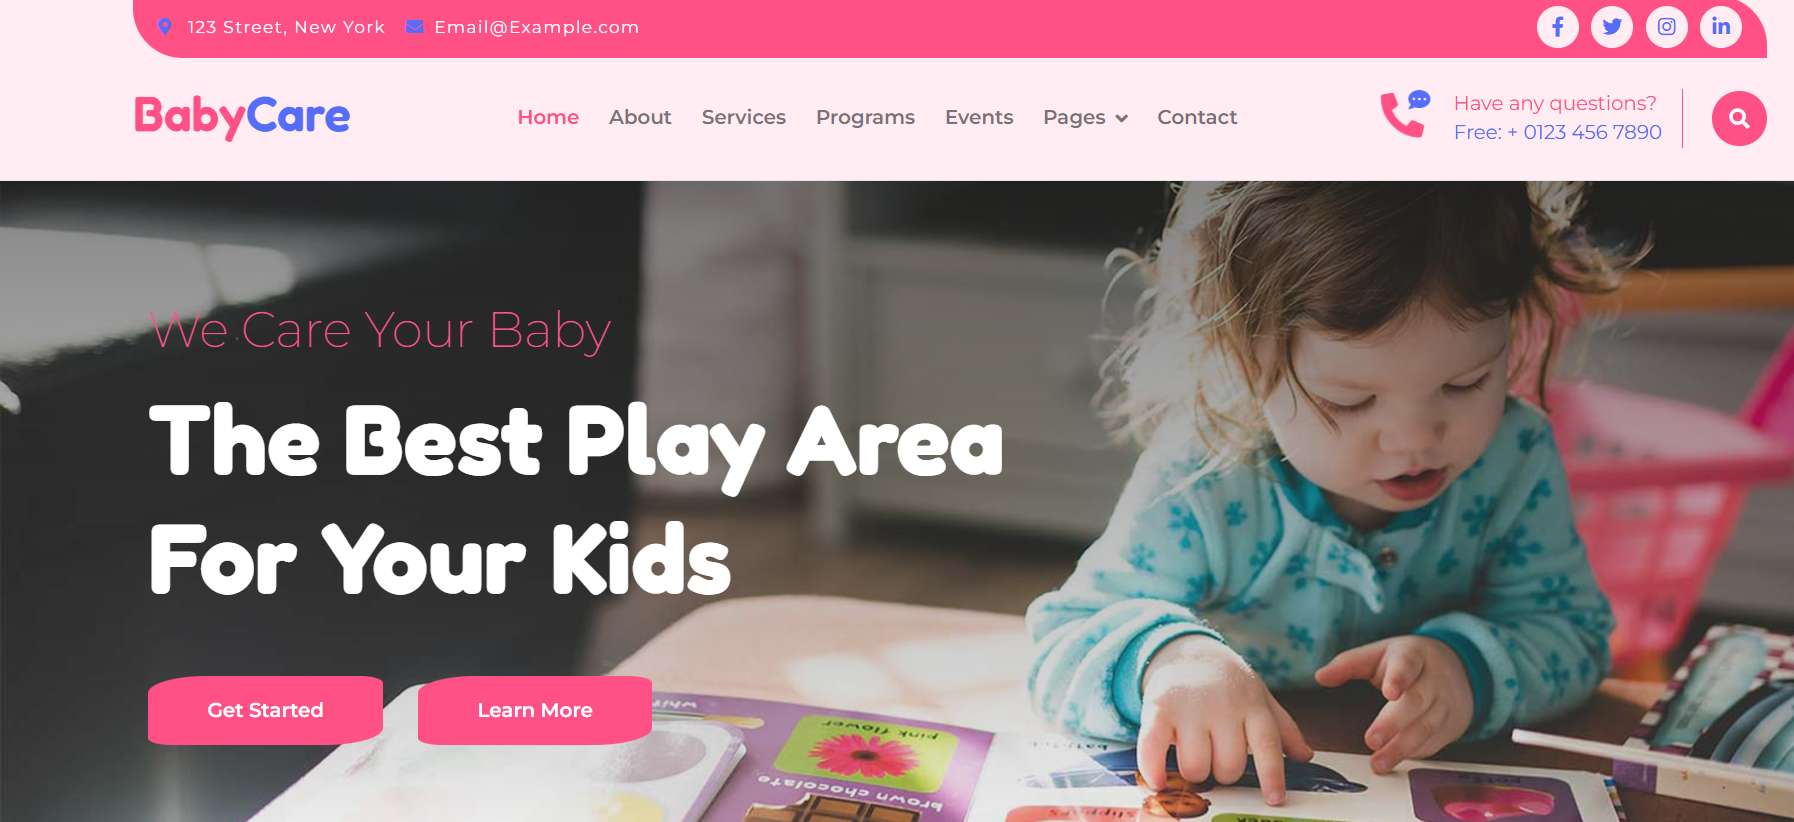 123 Street, New York
Email@Example.com
BabyCare
Home
About
Services
Programs
Events
Pages
Contact
Have any questions?
Free: + 0123 456 7890
We Care Your Baby
The Best Play Area
For Your Kids
Get Started
Learn More
pink flower
brown chocolate